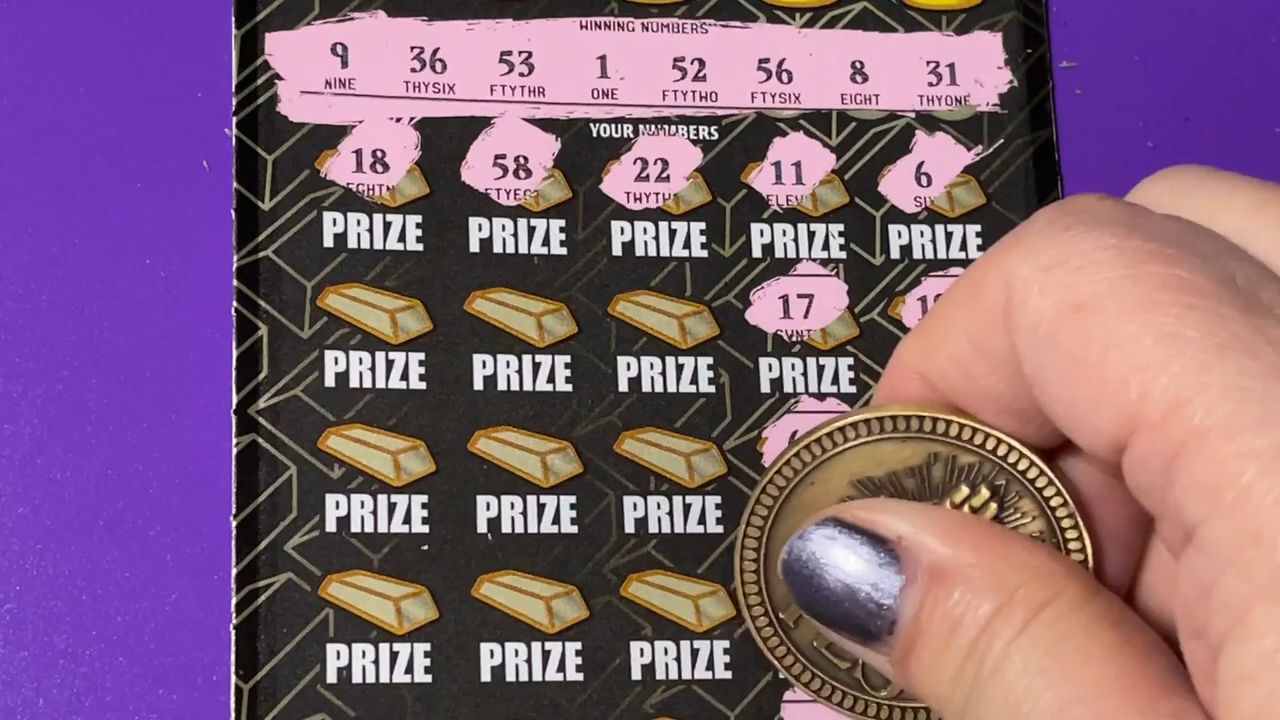 WINNING NUMBERS
9 36 53 1 52 56 8 31
NINE THYSIX FTYTHR ONE FTYTWO FTYSIX EIGHT THYONE
YOUR NUMBERS
18 58 22 11 6
PRIZE PRIZE PRIZE PRIZE PRIZE
17
PRIZE PRIZE PRIZE PRIZE
PRIZE PRIZE PRIZE
PRIZE PRIZE PRIZE